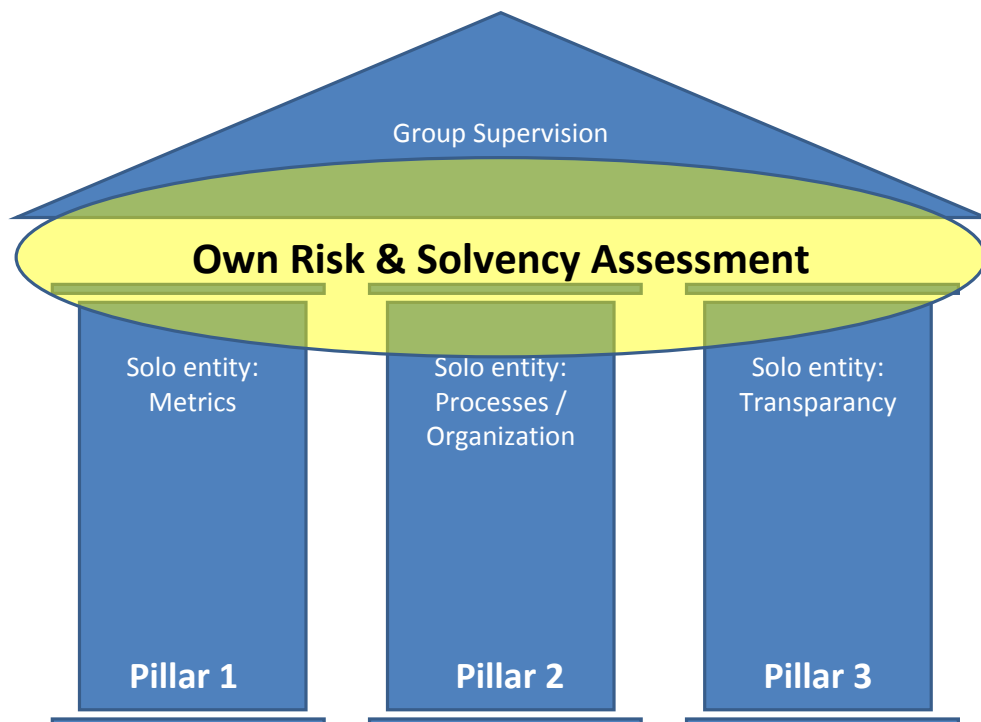 Group Supervision
Own Risk & Solvency Assessment
Solo entity:
Metrics
Solo entity:
Processes /
Organization
Solo entity:
Transparancy
Pillar 1
Pillar 2
Pillar 3